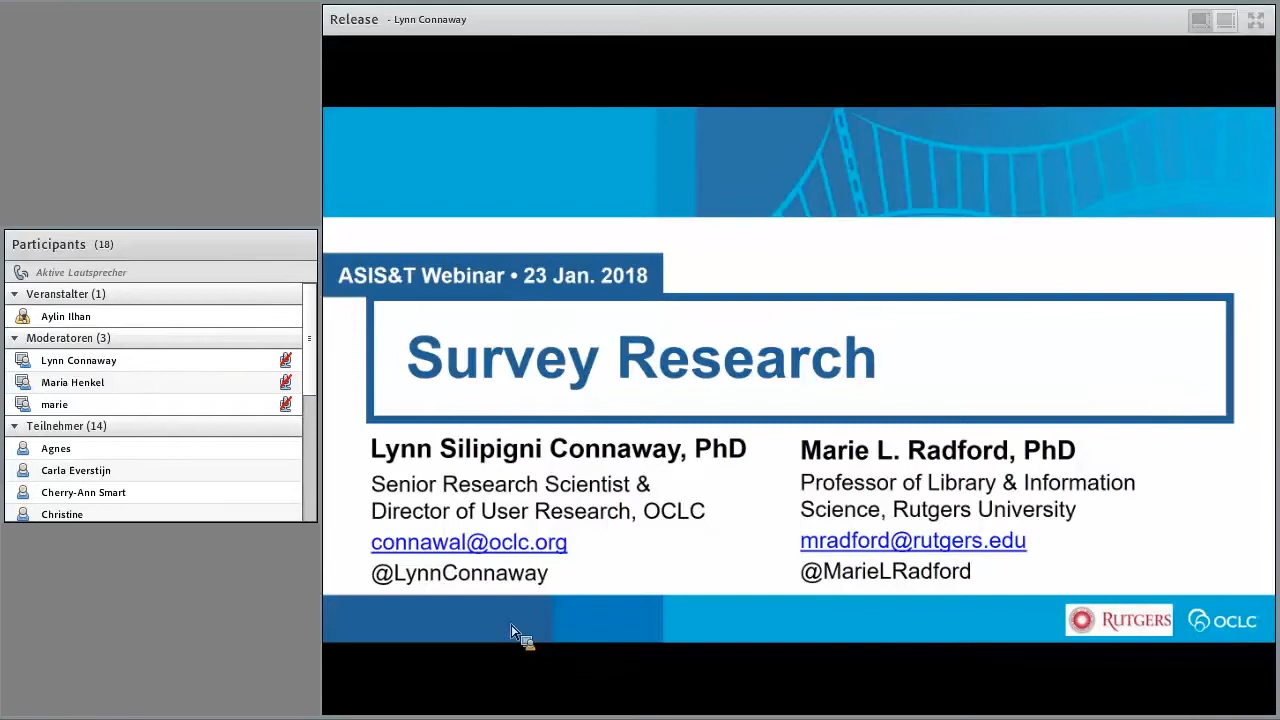 Release - Lynn Connaway
Participants (18)
Aktive Lautsprecher
Veranstalter (1)
Aylin Ilhan
Moderatoren (3)
Lynn Connaway
Maria Henkel
marie
Teilnehmer (14)
Agnes
Carla Everstijn
Cherry-Ann Smart
Christine
ASIS&T Webinar • 23 Jan. 2018
Survey Research
Lynn Silipigni Connaway, PhD
Senior Research Scientist &
Director of User Research, OCLC
connawal@oclc.org
@LynnConnaway
Marie L. Radford, PhD
Professor of Library & Information
Science, Rutgers University
mradford@rutgers.edu
@MarieLRadford
RUTGERS
OCLC